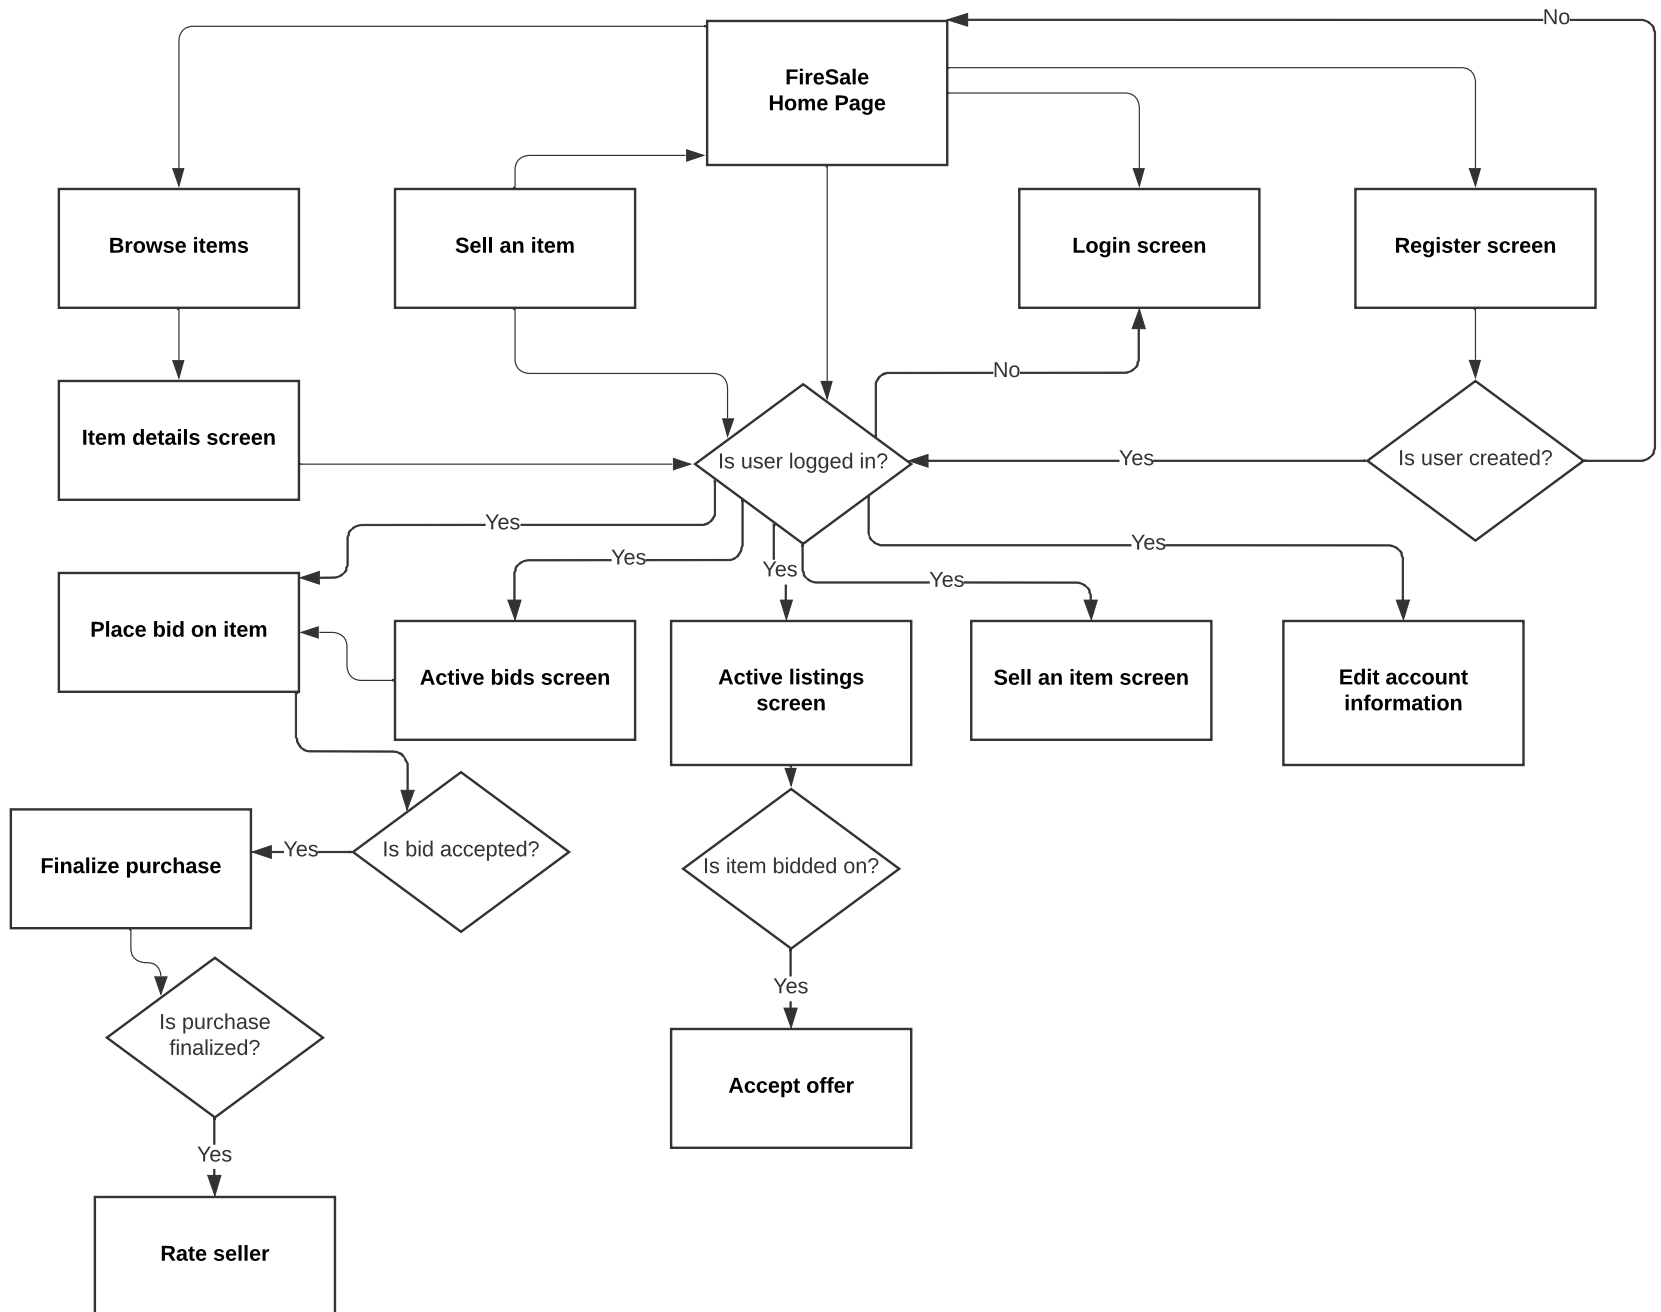 No
FireSale
Home Page
Browse items
Sell an item
Login screen
Register screen
No
Item details screen
Is user logged in?
Yes
Is user created?
Yes
Yes
Yes
Yes
Yes
Place bid on item
Active bids screen
Active listings
screen
Sell an item screen
Edit account
information
Finalize purchase
Yes
Is bid accepted?
Is item bidded on?
Yes
Is purchase
finalized?
Accept offer
Yes
Rate seller